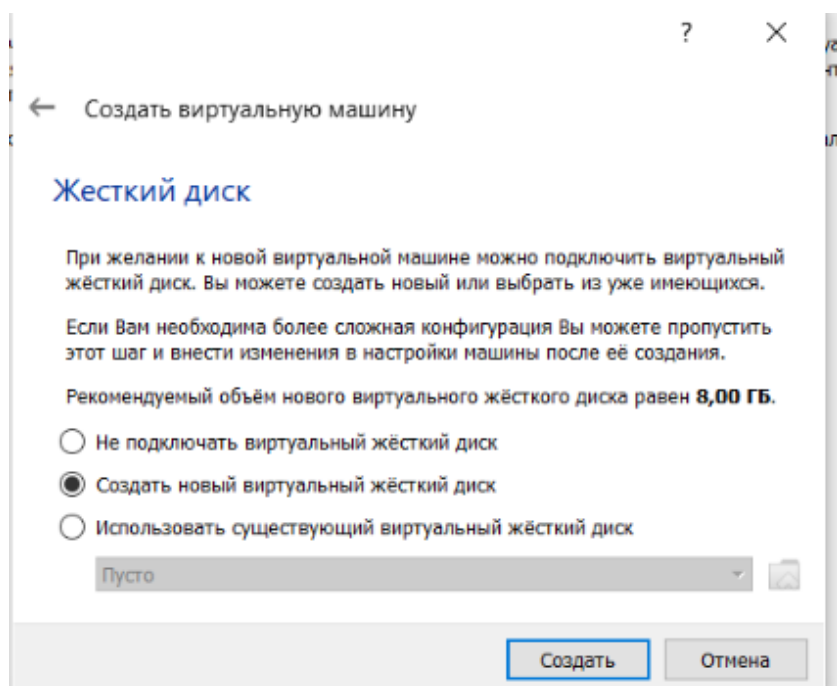 ?
Создать виртуальную машину
Жесткий диск
При желании к новой виртуальной машине можно подключить виртуальный
жёсткий диск. Вы можете создать новый или выбрать из уже имеющихся.
Если Вам необходима более сложная конфигурация Вы можете пропустить
этот шаг и внести изменения в настройки машины после её создания.
Рекомендуемый объём нового виртуального жёсткого диска равен 8,00 ГБ.
Не подключать виртуальный жёсткий диск
Создать новый виртуальный жёсткий диск
Использовать существующий виртуальный жёсткий диск
Пусто
Создать Отмена